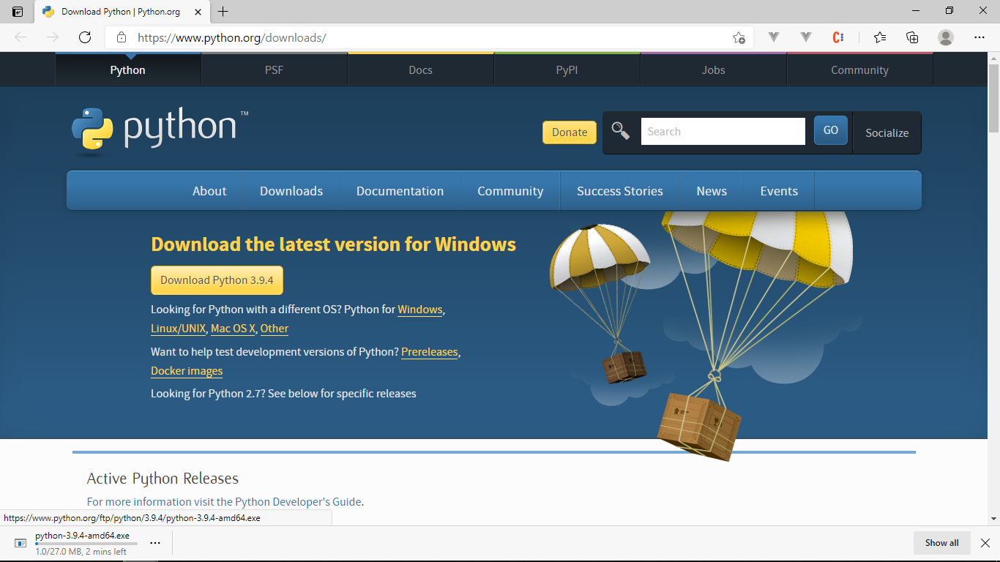 Download Python | Python.org
https://www.python.org/downloads/
Python PSF Docs PyPI Jobs Community
python™
Donate Search GO Socialize
About Downloads Documentation Community Success Stories News Events
Download the latest version for Windows
Download Python 3.9.4
Looking for Python with a different OS? Python for Windows,
Linux/UNIX, Mac OS X, Other
Want to help test development versions of Python? Prereleases,
Docker images
Looking for Python 2.7? See below for specific releases
Active Python Releases
For more information visit the Python Developer's Guide.
https://www.python.org/ftp/python/3.9.4/python-3.9.4-amd64.exe
python-3.9.4-amd64.exe
1.0/27.0 MB, 2 mins left
Show all